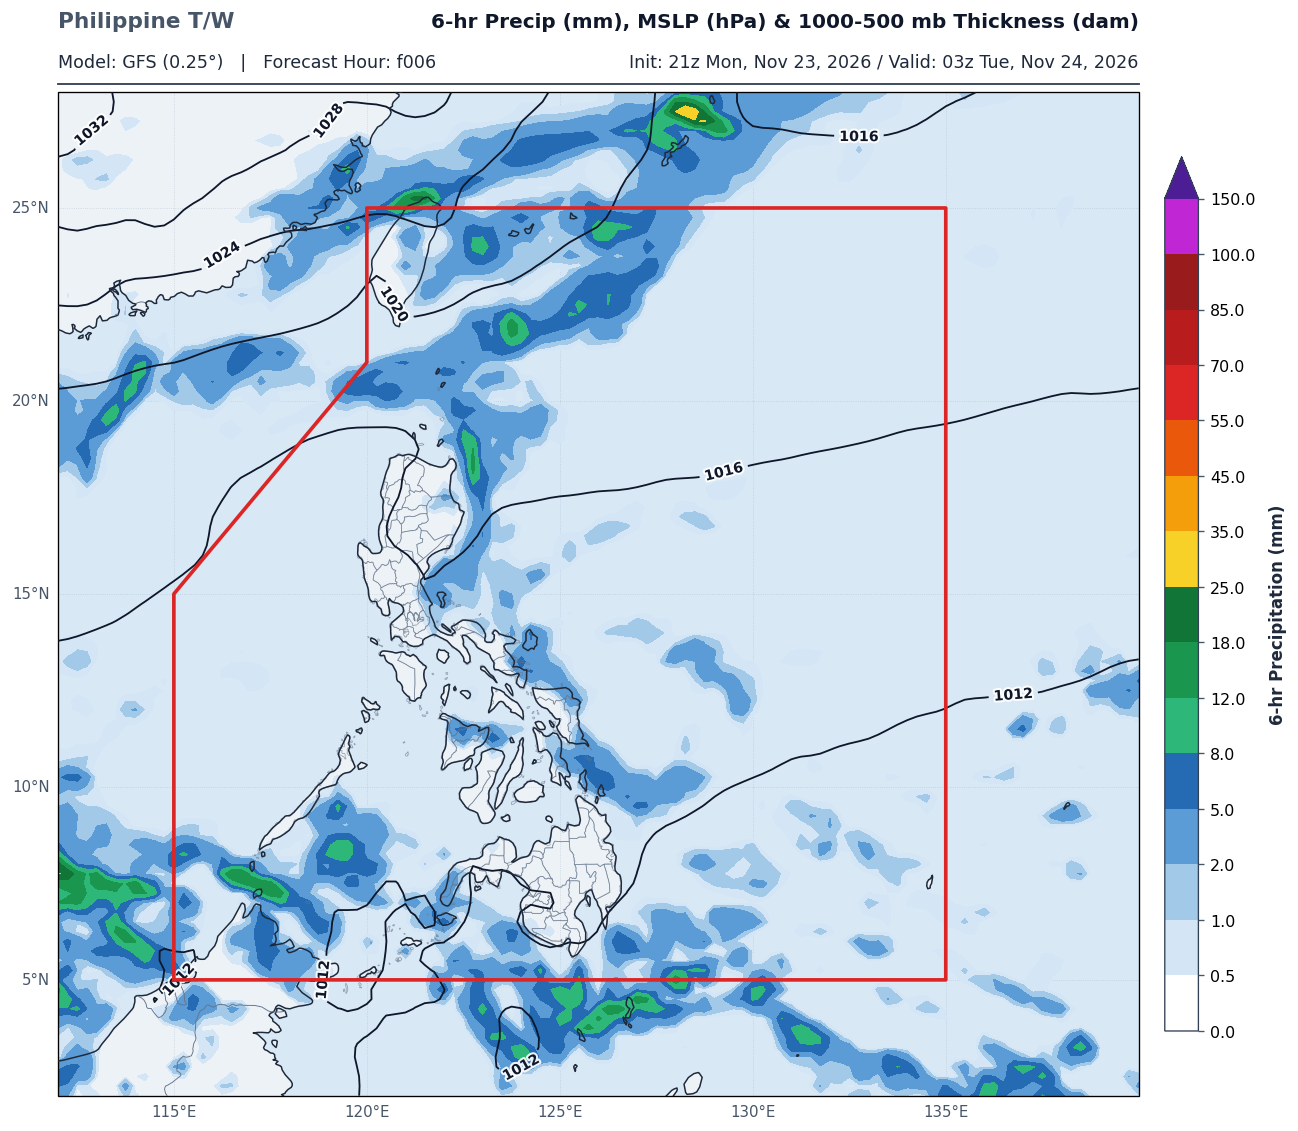 Philippine T/W
6-hr Precip (mm), MSLP (hPa) & 1000-500 mb Thickness (dam)
Model: GFS (0.25°) | Forecast Hour: f006
Init: 21z Mon, Nov 23, 2026 / Valid: 03z Tue, Nov 24, 2026
1032
1028
1016
1024
1020
1016
1012
1012
1012
1012
25°N
20°N
15°N
10°N
5°N
115°E
120°E
125°E
130°E
135°E
150.0
100.0
85.0
70.0
55.0
45.0
35.0
25.0
18.0
12.0
8.0
5.0
2.0
1.0
0.5
0.0
6-hr Precipitation (mm)